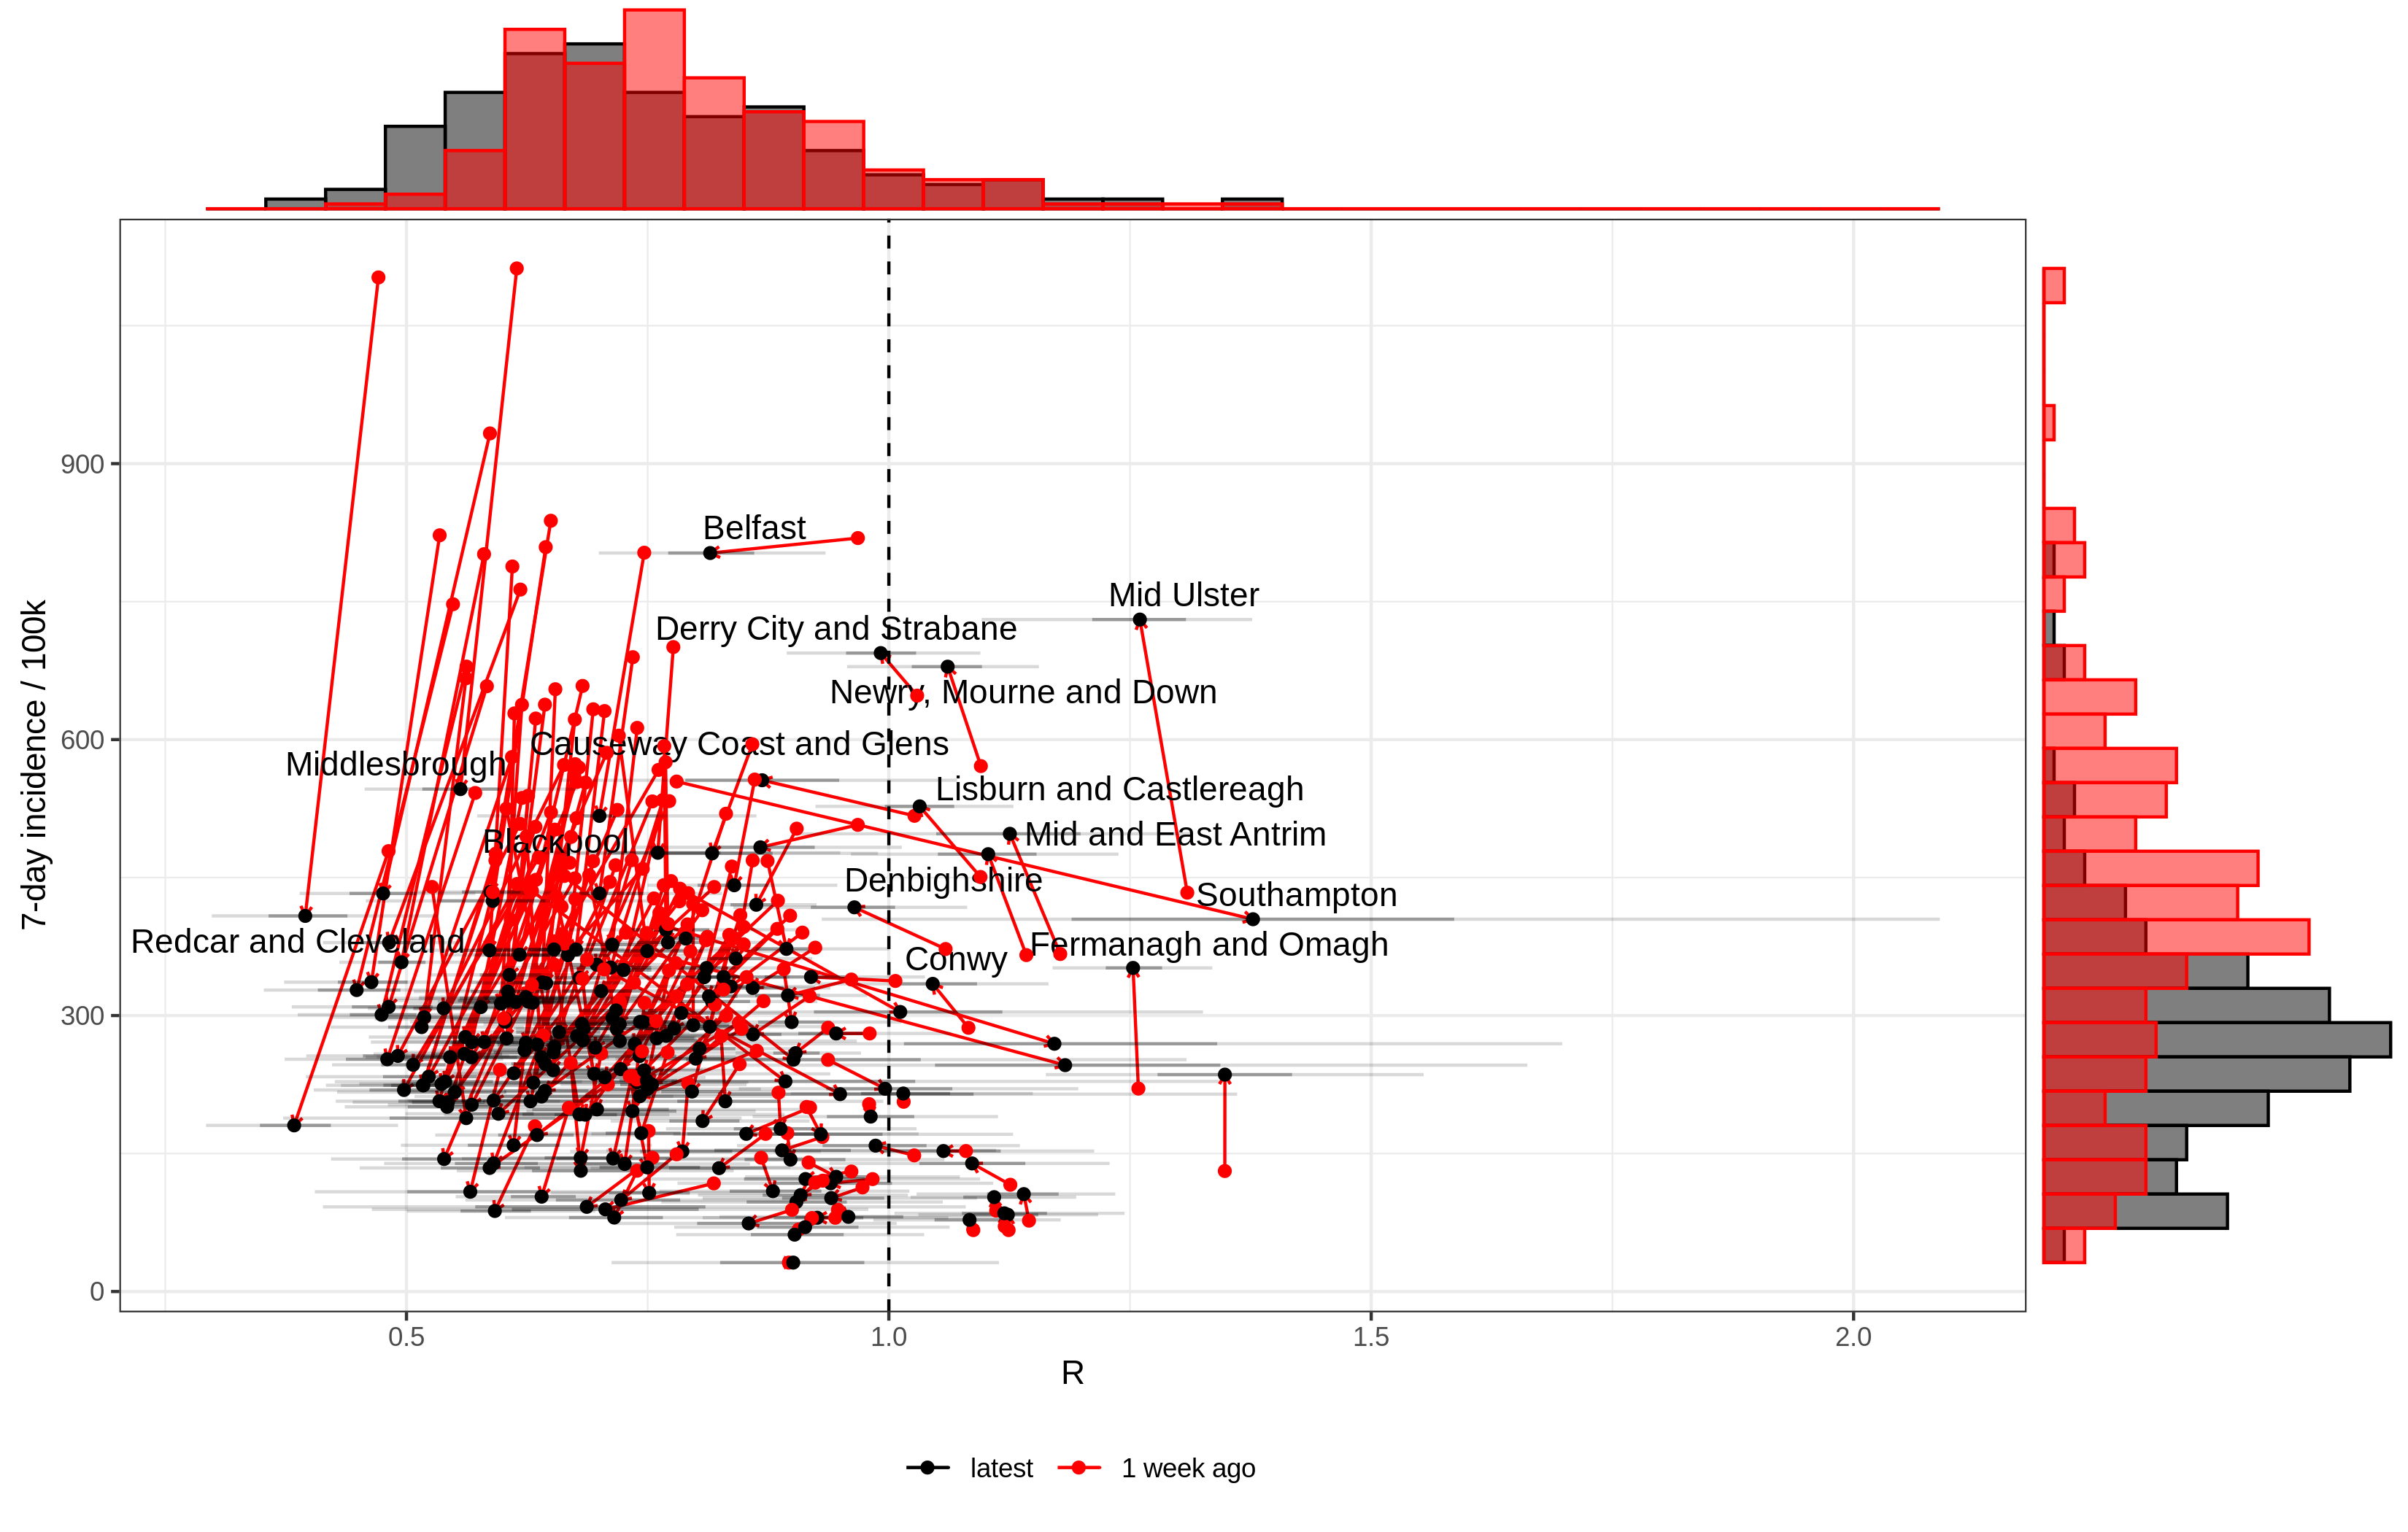 Belfast
Mid Ulster
Derry City and Strabane
Newry, Mourne and Down
Causeway Coast and Glens
Middlesbrough
Lisburn and Castlereagh
Mid and East Antrim
Blackpool
Denbighshire
Southampton
Redcar and Cleveland
Fermanagh and Omagh
Conwy
7-day incidence / 100k
900
600
300
0
0.5
1.0
1.5
2.0
R
latest
1 week ago